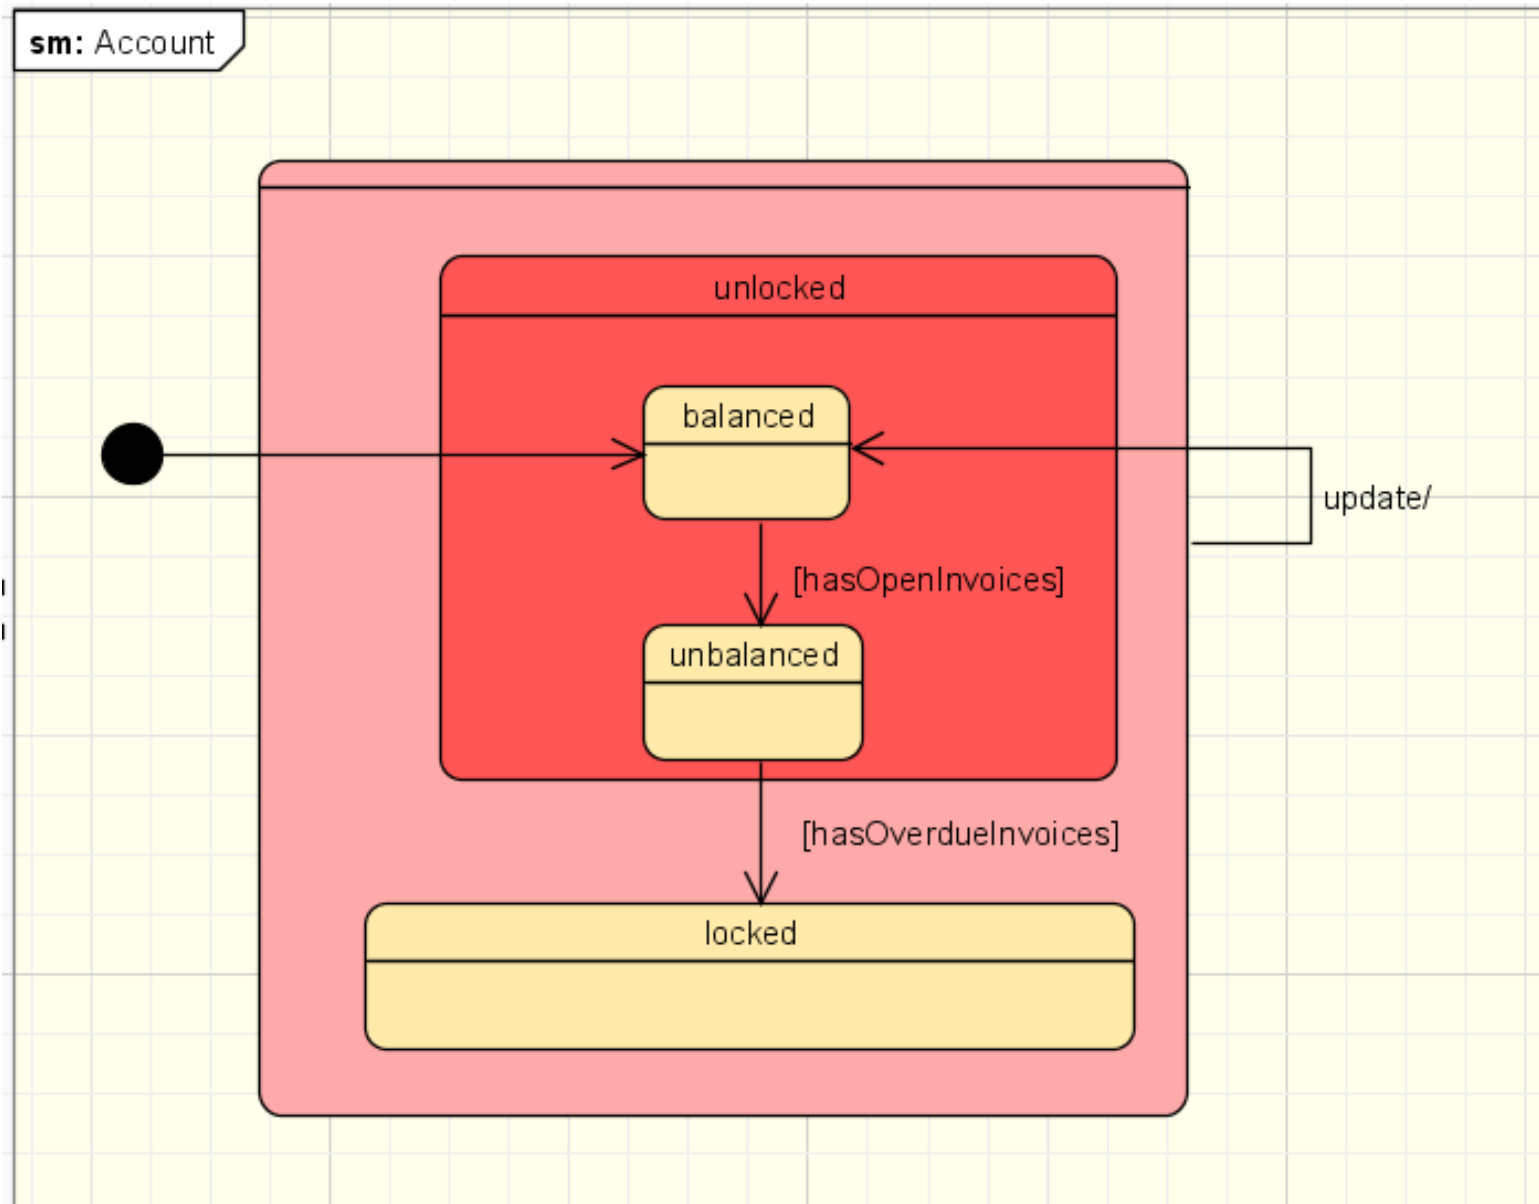 sm: Account
unlocked
balanced
update/
[hasOpenInvoices]
unbalanced
[hasOverdueInvoices]
locked